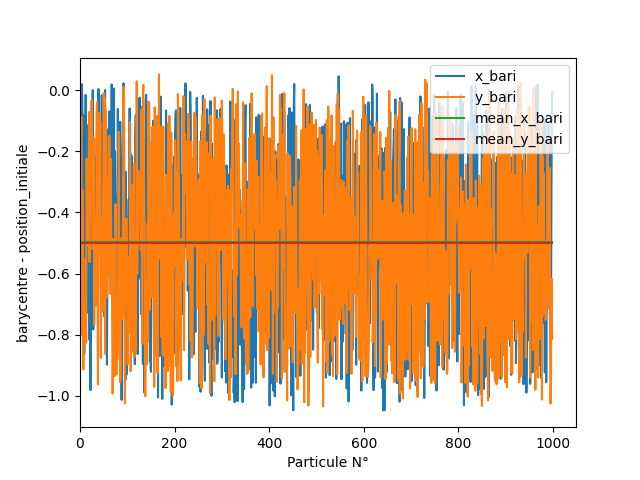 x_bari
y_bari
mean_x_bari
mean_y_bari
0.0
−0.2
−0.4
−0.6
−0.8
−1.0
barycentre - position_initiale
0 200 400 600 800 1000
Particule N°